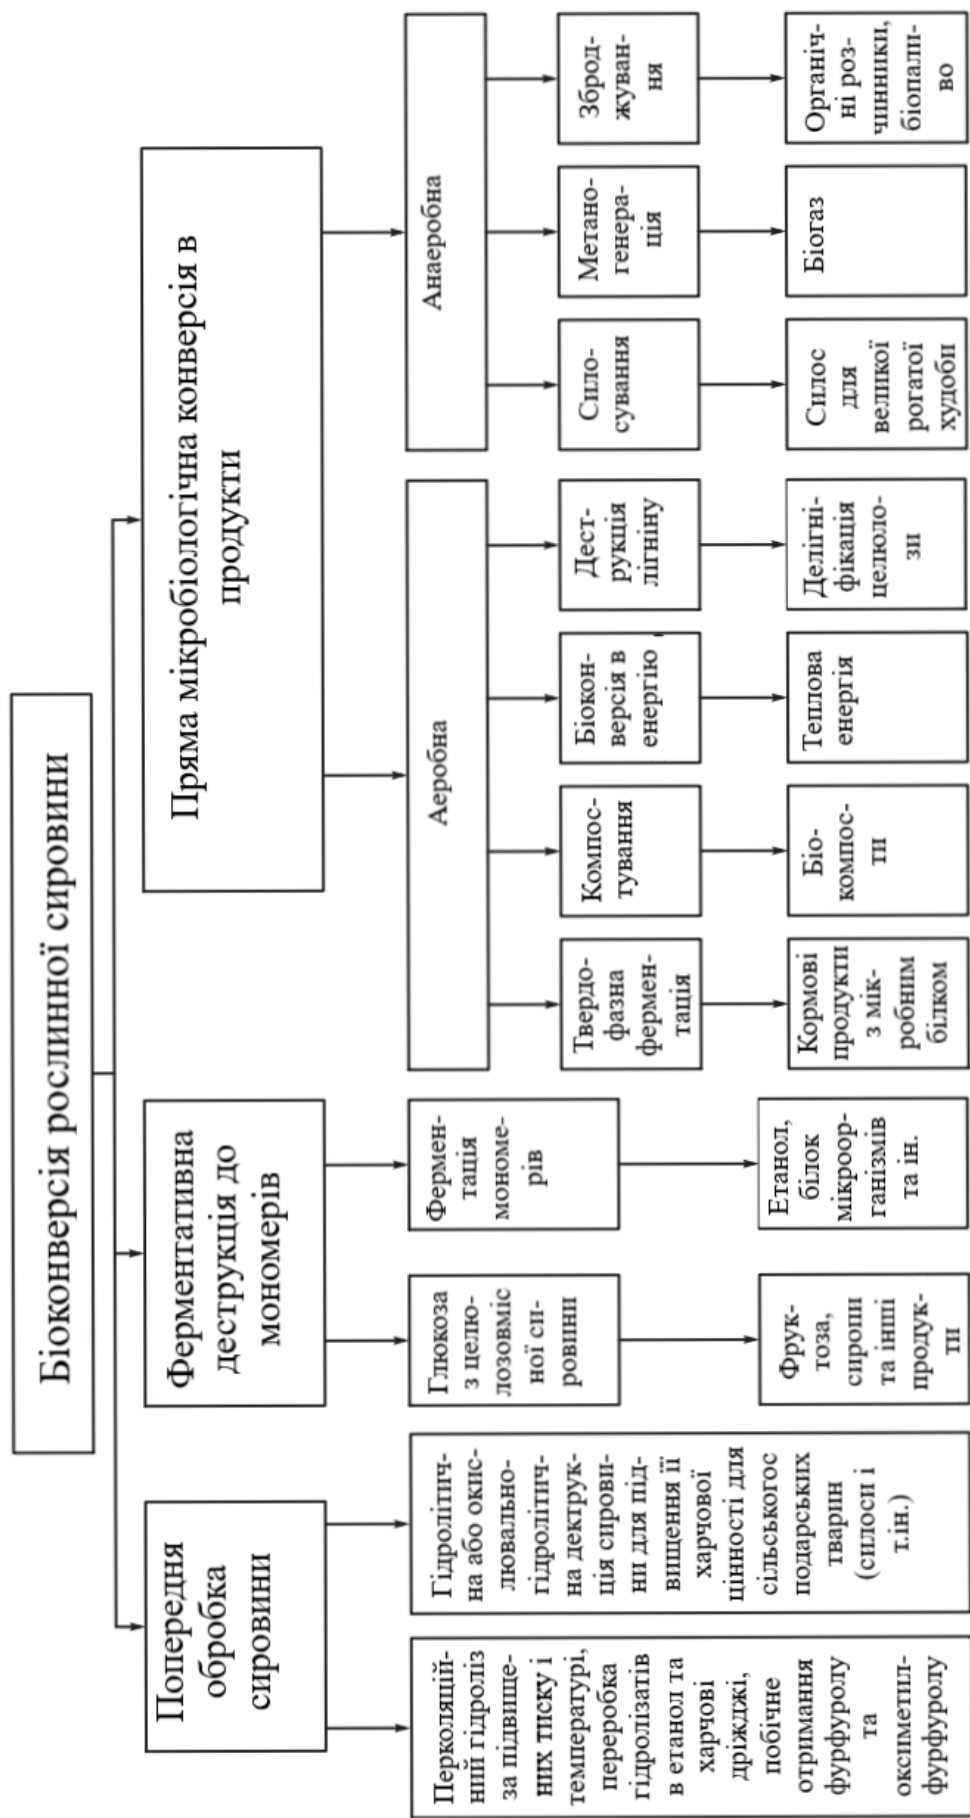 Біоконверсія рослинної сировини
Попередня
обробка
сировини
Ферментативна
деструкція до
мономерів
Пряма мікробіологічна конверсія в
продукти
Перколяцій-
ний гідроліз
за підвище-
них тиску і
температурі,
переробка
гідролізатів
в етанол та
харчові
дріжджі,
побічне
отримання
фурфуролу
та
оксиметил-
фурфуролу
Гідролітич-
на або окис-
лювально-
гідролітич-
на дектрук-
ція сирови-
ни для під-
вищення її
харчової
цінності для
сільськогос
подарських
тварин
(силоси і
т.ін.)
Глюкоза
з целю-
лозовміс
ної си-
ровини
Фермен-
тація
мономе-
рів
Аеробна
Анаеробна
Твердо-
фазна
фермен-
тація
Компос-
тування
Біокон-
версія в
енергію
Дест-
рукція
лігніну
Сило-
сування
Метано-
генера-
ція
Зброд-
жуван-
ня
Фрук-
тоза,
сиропи
та інші
продук-
ти
Етанол,
білок
мікроор-
ганізмів
та ін.
Кормові
продукти
з мік-
робним
білком
Біо-
компос-
ти
Теплова
енергія
Делігні-
фікація
целюло-
зи
Силос
для
великої
рогатої
худоби
Біогаз
Органіч-
ні роз-
чинники,
біопали-
во